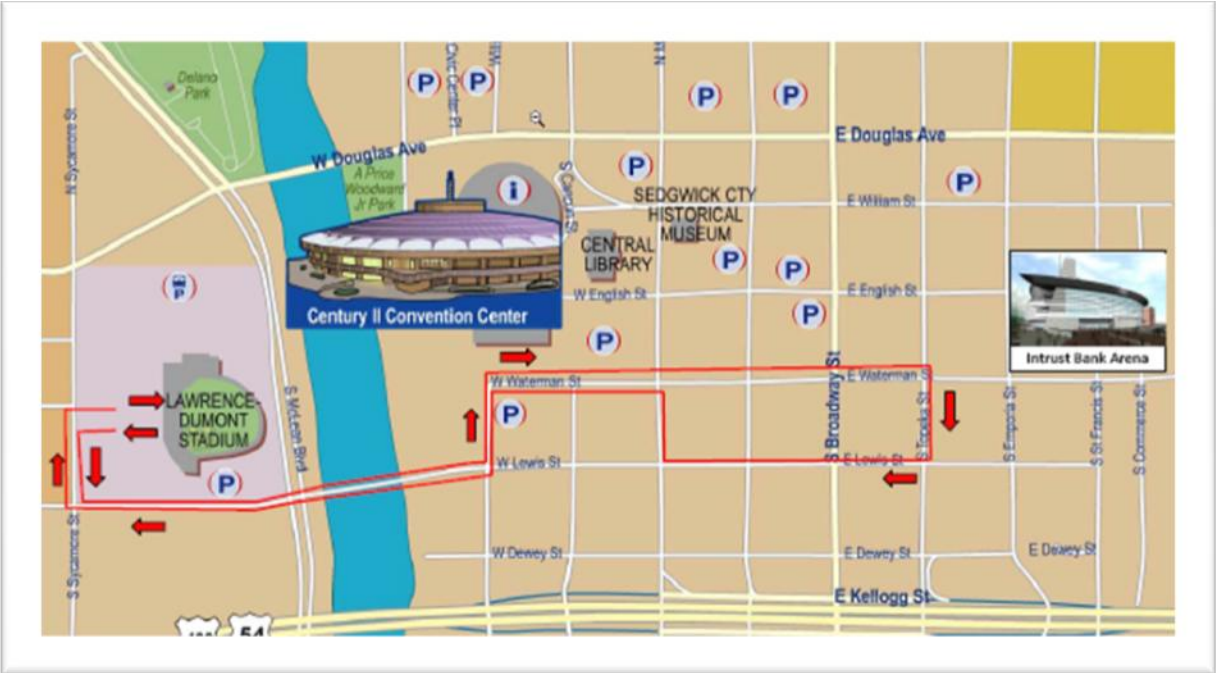 Delano
Park
N Sycamore St
Civic Center Pl
W Douglas Ave
E Douglas Ave
A Price
Woodward
Jr Park
i
P
P
P
P
P
P
SEDGWICK CTY
HISTORICAL
MUSEUM
E William St
CENTRAL
LIBRARY
P
P
P
W English St
E English St
P
P
Century II Convention Center
Intrust Bank Arena
W Waterman St
E Waterman St
LAWRENCE-
DUMONT
STADIUM
P
P
S McLean Blvd
S Broadway St
S Topeka St
S Emporia St
S St Francis St
S Commerce St
W Lewis St
E Lewis St
S Sycamore St
W Dewey St
E Dewey St
E Dewey St
E Kellogg St
54